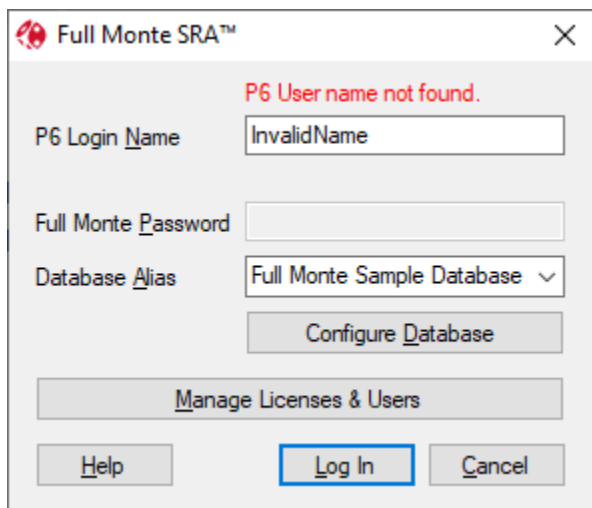 Full Monte SRA™
P6 User name not found.
P6 Login Name InvalidName
Full Monte Password
Database Alias Full Monte Sample Database
Configure Database
Manage Licenses & Users
Help Log In Cancel